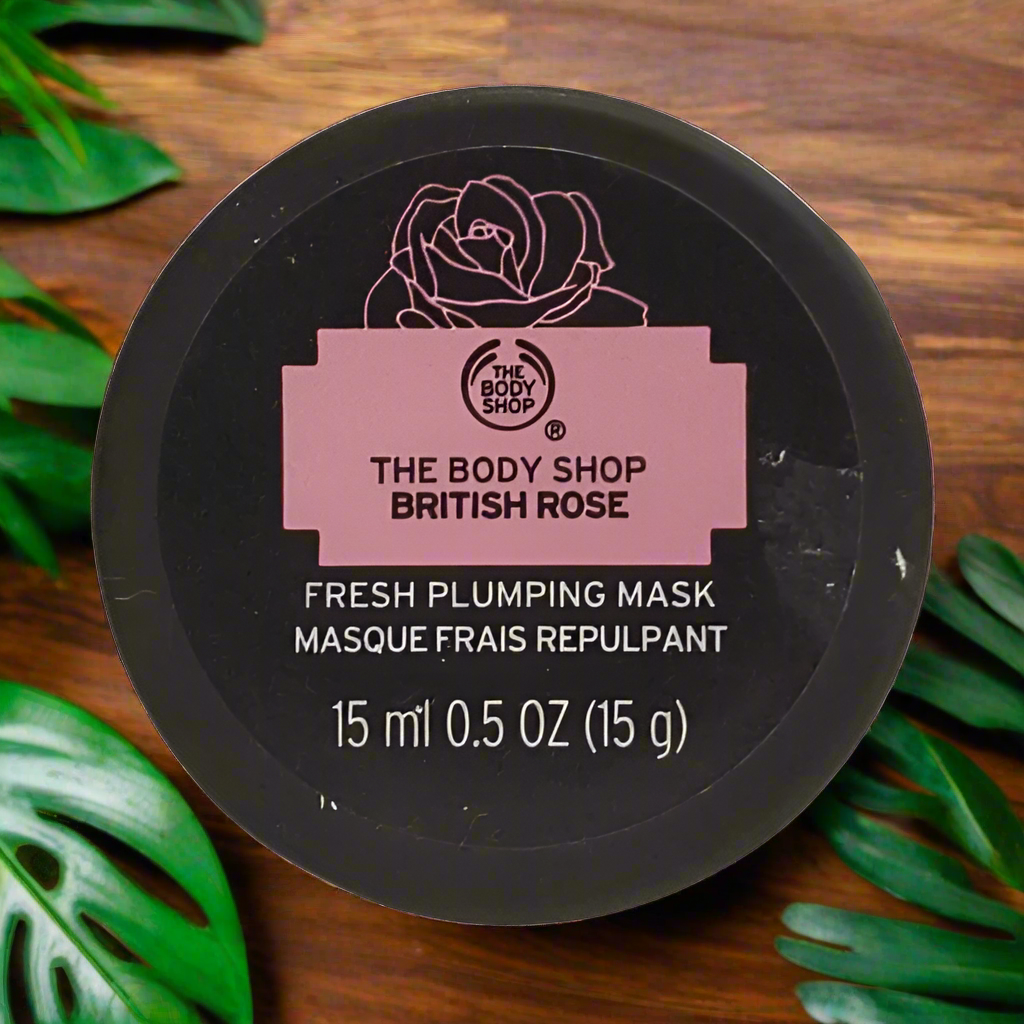 THE
BODY
SHOP
®
THE BODY SHOP
BRITISH ROSE
FRESH PLUMPING MASK
MASQUE FRAIS REPULPANT
15 ml 0.5 OZ (15 g)